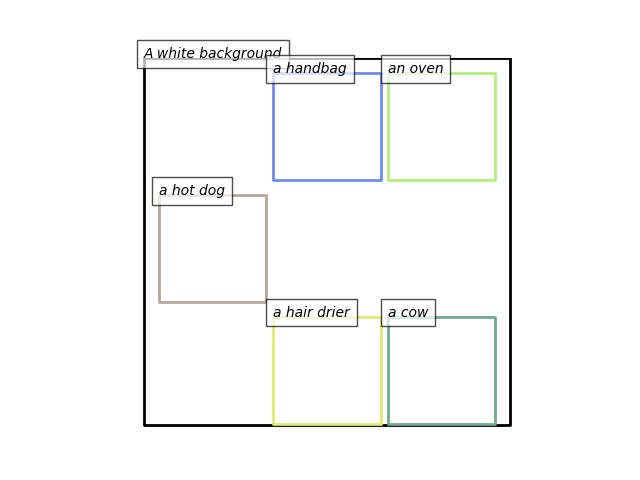 A white background
a handbag
an oven
a hot dog
a hair drier
a cow